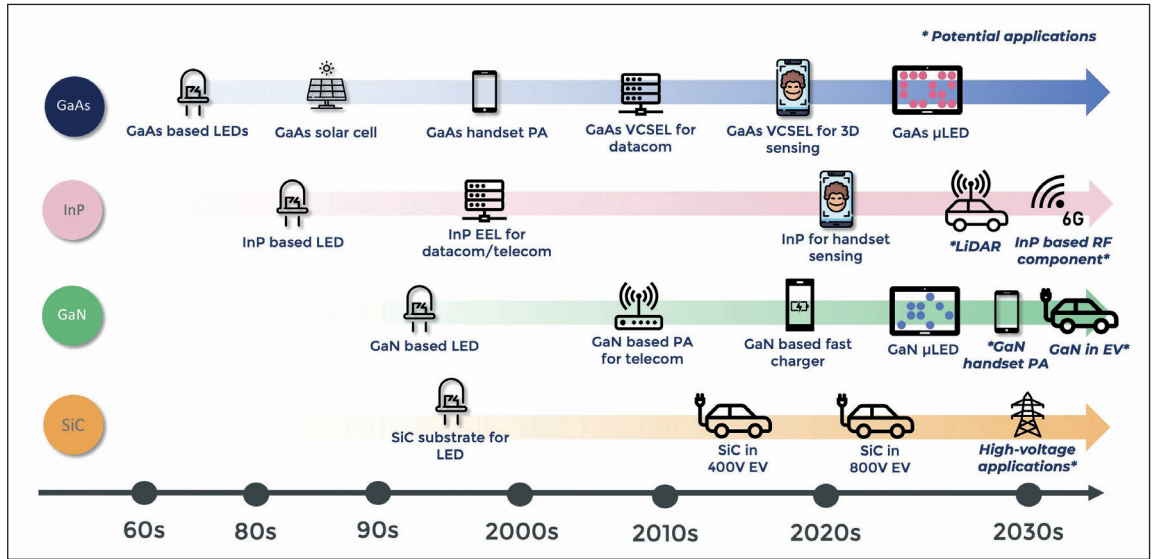 * Potential applications
GaAs
GaAs based LEDs
GaAs solar cell
GaAs handset PA
GaAs VCSEL for
datacom
GaAs VCSEL for 3D
sensing
GaAs µLED
InP
InP based LED
InP EEL for
datacom/telecom
InP for handset
sensing
*LiDAR
6G
InP based RF
component*
GaN
GaN based LED
GaN based PA
for telecom
GaN based fast
charger
GaN µLED
*GaN
handset PA
GaN in EV*
SiC
SiC substrate for
LED
SiC in
400V EV
SiC in
800V EV
High-voltage
applications*
60s
80s
90s
2000s
2010s
2020s
2030s